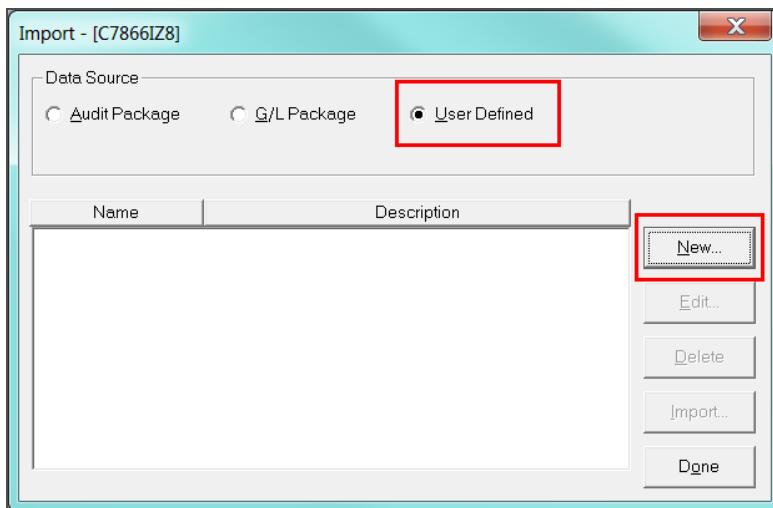 Import - [C7866IZ8]
X
Data Source
Audit Package G/L Package User Defined
Name Description
New...
Edit...
Delete
Import...
Done